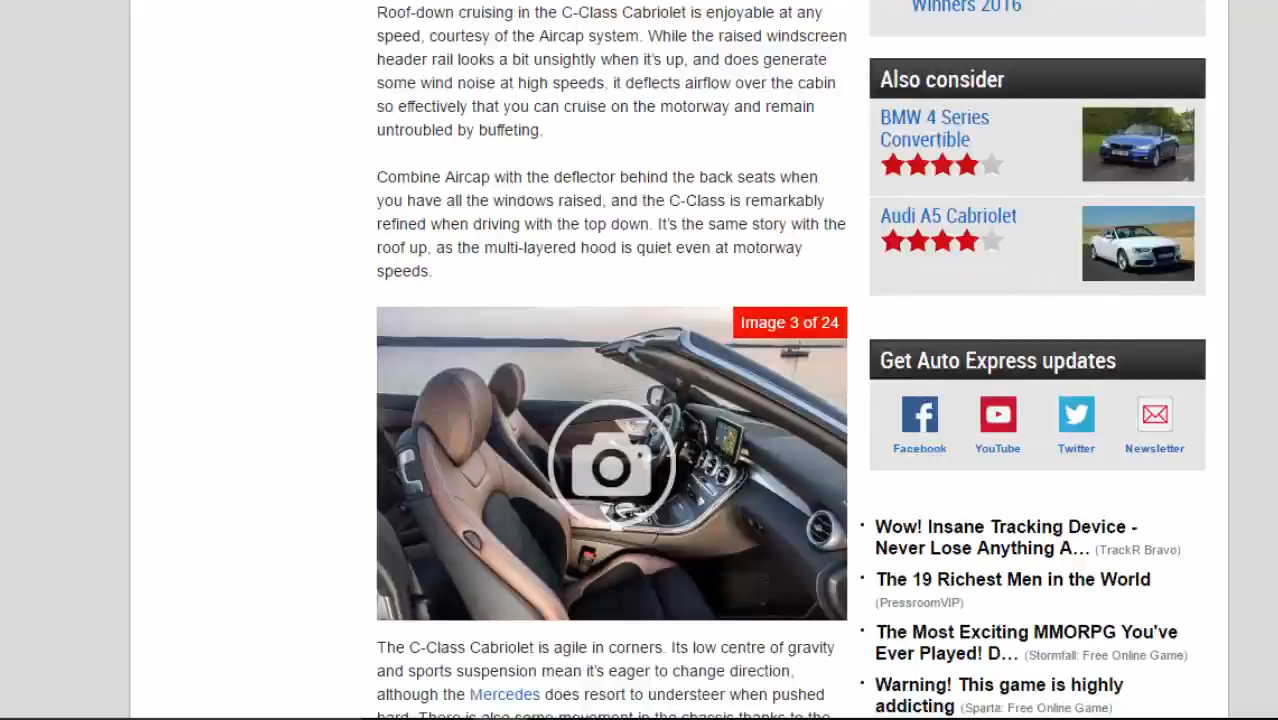 Roof-down cruising in the C-Class Cabriolet is enjoyable at any
speed, courtesy of the Aircap system. While the raised windscreen
header rail looks a bit unsightly when it's up, and does generate
some wind noise at high speeds, it deflects airflow over the cabin
so effectively that you can cruise on the motorway and remain
untroubled by buffeting.
Combine Aircap with the deflector behind the back seats when
you have all the windows raised, and the C-Class is remarkably
refined when driving with the top down. It's the same story with the
roof up, as the multi-layered hood is quiet even at motorway
speeds.
Image 3 of 24
The C-Class Cabriolet is agile in corners. Its low centre of gravity
and sports suspension mean it's eager to change direction,
although the Mercedes does resort to understeer when pushed
hard. There is also some movement in the chassis thanks to the
Winners 2016
Also consider
BMW 4 Series
Convertible
Audi A5 Cabriolet
Get Auto Express updates
Facebook YouTube Twitter Newsletter
Wow! Insane Tracking Device -
Never Lose Anything A… (TrackR Bravo)
The 19 Richest Men in the World
(PressroomVIP)
The Most Exciting MMORPG You've
Ever Played! D… (Stormfall: Free Online Game)
Warning! This game is highly
addicting (Sparta: Free Online Game)